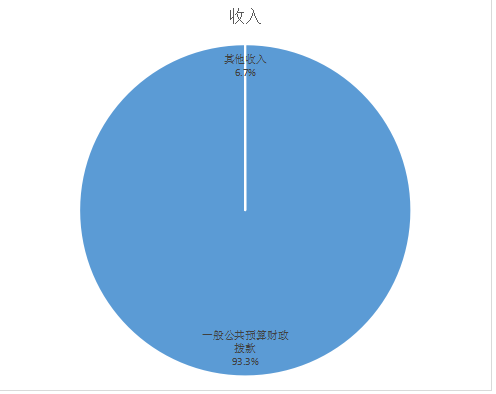 收入
其他收入
6.7%
一般公共预算财政
拨款
93.3%